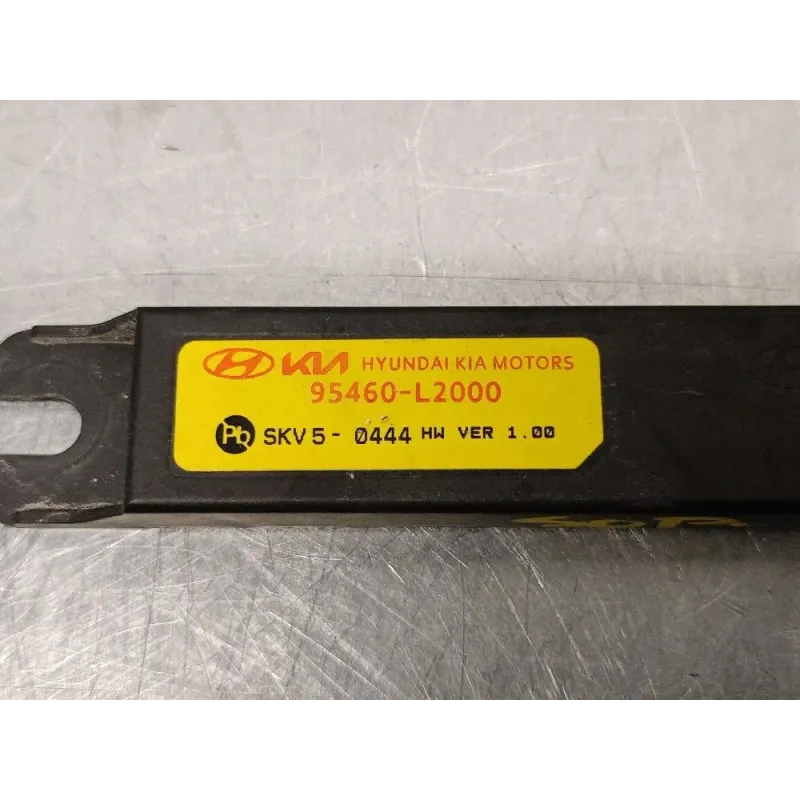 KIA HYUNDAI KIA MOTORS
95460-L2000
Pb SKV5-0444 HW VER 1.00